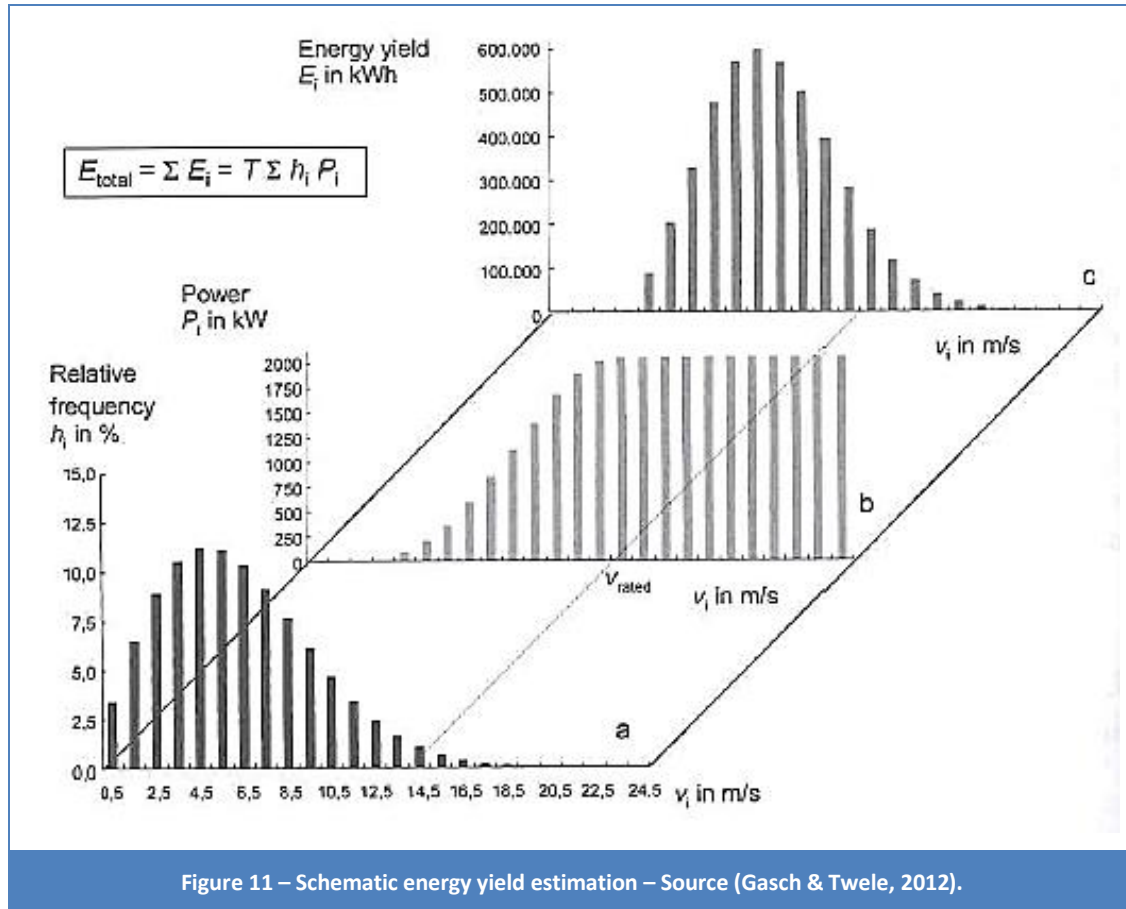 Energy yield
E_i in kWh
600.000
500.000
400.000
300.000
200.000
100.000
0
c
v_i in m/s
E_total = Σ E_i = T Σ h_i P_i
Power
P_i in kW
2000
1750
1500
1250
1000
750
500
250
0
b
v_rated
v_i in m/s
Relative
frequency
h_i in %.
15,0
12,5
10,0
7,5
5,0
2,5
0,0
a
0,5 2,5 4,5 6,5 8,5 10,5 12,5 14,5 16,5 18,5 20,5 22,5 24.5 v_i in m/s
Figure 11 – Schematic energy yield estimation – Source (Gasch & Twele, 2012).